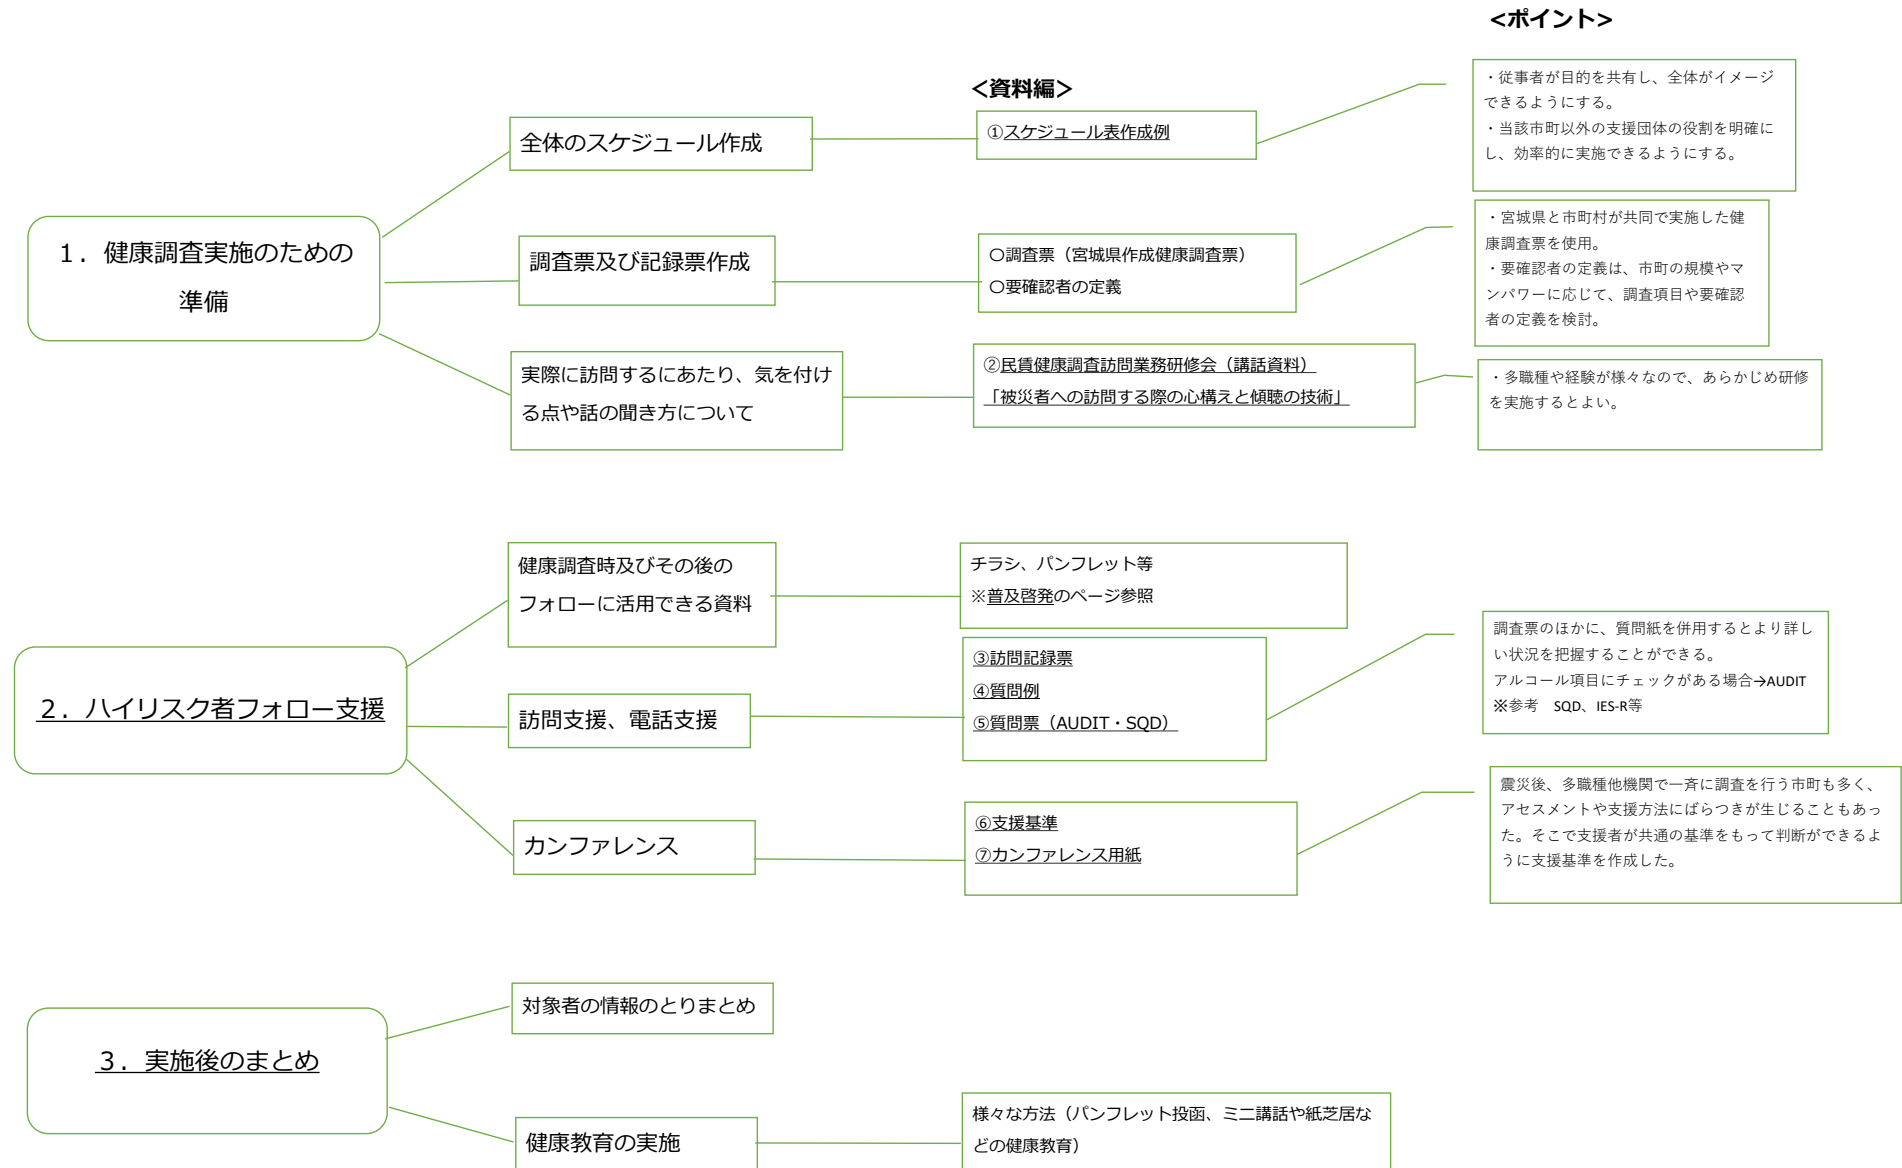 <ポイント>
<資料編>
１．健康調査実施のための
準備
全体のスケジュール作成
①スケジュール表作成例
・従事者が目的を共有し、全体がイメージ
できるようにする。
・当該市町以外の支援団体の役割を明確に
し、効率的に実施できるようにする。
調査票及び記録票作成
〇調査票（宮城県作成健康調査票）
〇要確認者の定義
・宮城県と市町村が共同で実施した健
康調査票を使用。
・要確認者の定義は、市町の規模やマ
ンパワーに応じて、調査項目や要確認
者の定義を検討。
実際に訪問するにあたり、気を付け
る点や話の聞き方について
②民賃健康調査訪問業務研修会（講話資料）
「被災者への訪問する際の心構えと傾聴の技術」
・多職種や経験が様々なので、あらかじめ研修
を実施するとよい。
２．ハイリスク者フォロー支援
健康調査時及びその後の
フォローに活用できる資料
チラシ、パンフレット等
※普及啓発のページ参照
訪問支援、電話支援
③訪問記録票
④質問例
⑤質問票（AUDIT・SQD）
調査票のほかに、質問紙を併用するとより詳し
い状況を把握することができる。
アルコール項目にチェックがある場合→AUDIT
※参考　SQD、IES-R等
カンファレンス
⑥支援基準
⑦カンファレンス用紙
震災後、多職種他機関で一斉に調査を行う市町も多く、
アセスメントや支援方法にばらつきが生じることもあっ
た。そこで支援者が共通の基準をもって判断ができるよ
うに支援基準を作成した。
３．実施後のまとめ
対象者の情報のとりまとめ
健康教育の実施
様々な方法（パンフレット投函、ミニ講話や紙芝居な
どの健康教育）